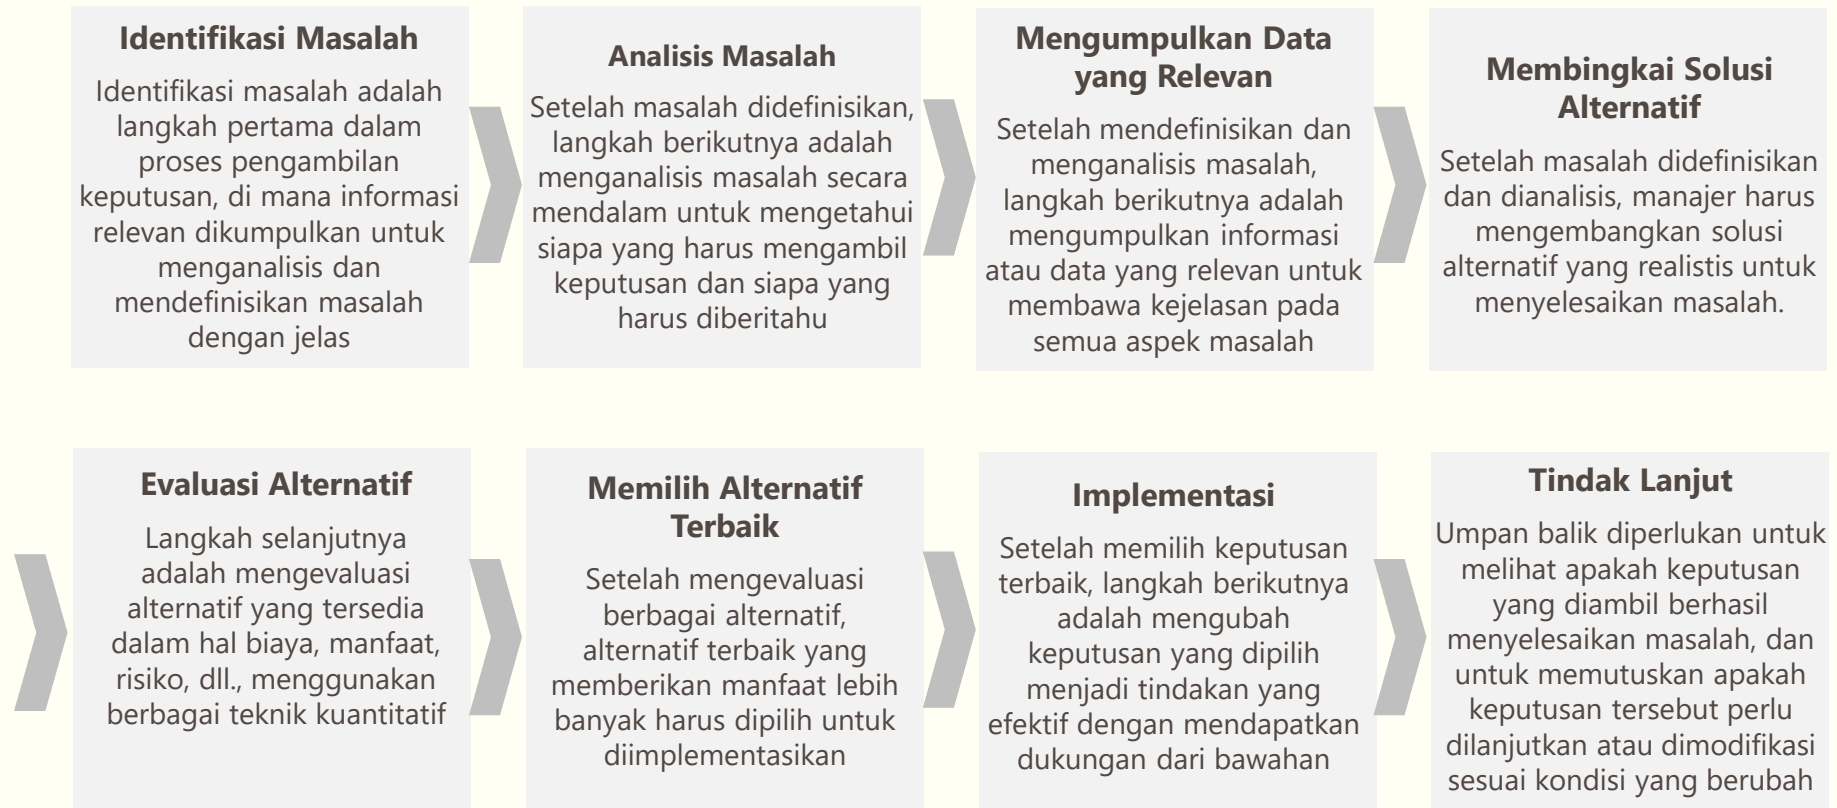 Identifikasi Masalah
Identifikasi masalah adalah
langkah pertama dalam
proses pengambilan
keputusan, di mana informasi
relevan dikumpulkan untuk
menganalisis dan
mendefinisikan masalah
dengan jelas
Analisis Masalah
Setelah masalah didefinisikan,
langkah berikutnya adalah
menganalisis masalah secara
mendalam untuk mengetahui
siapa yang harus mengambil
keputusan dan siapa yang
harus diberitahu
Mengumpulkan Data
yang Relevan
Setelah mendefinisikan dan
menganalisis masalah,
langkah berikutnya adalah
mengumpulkan informasi
atau data yang relevan untuk
membawa kejelasan pada
semua aspek masalah
Membingkai Solusi
Alternatif
Setelah masalah didefinisikan
dan dianalisis, manajer harus
mengembangkan solusi
alternatif yang realistis untuk
menyelesaikan masalah.
Evaluasi Alternatif
Langkah selanjutnya
adalah mengevaluasi
alternatif yang tersedia
dalam hal biaya, manfaat,
risiko, dll., menggunakan
berbagai teknik kuantitatif
Memilih Alternatif
Terbaik
Setelah mengevaluasi
berbagai alternatif,
alternatif terbaik yang
memberikan manfaat lebih
banyak harus dipilih untuk
diimplementasikan
Implementasi
Setelah memilih keputusan
terbaik, langkah berikutnya
adalah mengubah
keputusan yang dipilih
menjadi tindakan yang
efektif dengan mendapatkan
dukungan dari bawahan
Tindak Lanjut
Umpan balik diperlukan untuk
melihat apakah keputusan
yang diambil berhasil
menyelesaikan masalah, dan
untuk memutuskan apakah
keputusan tersebut perlu
dilanjutkan atau dimodifikasi
sesuai kondisi yang berubah